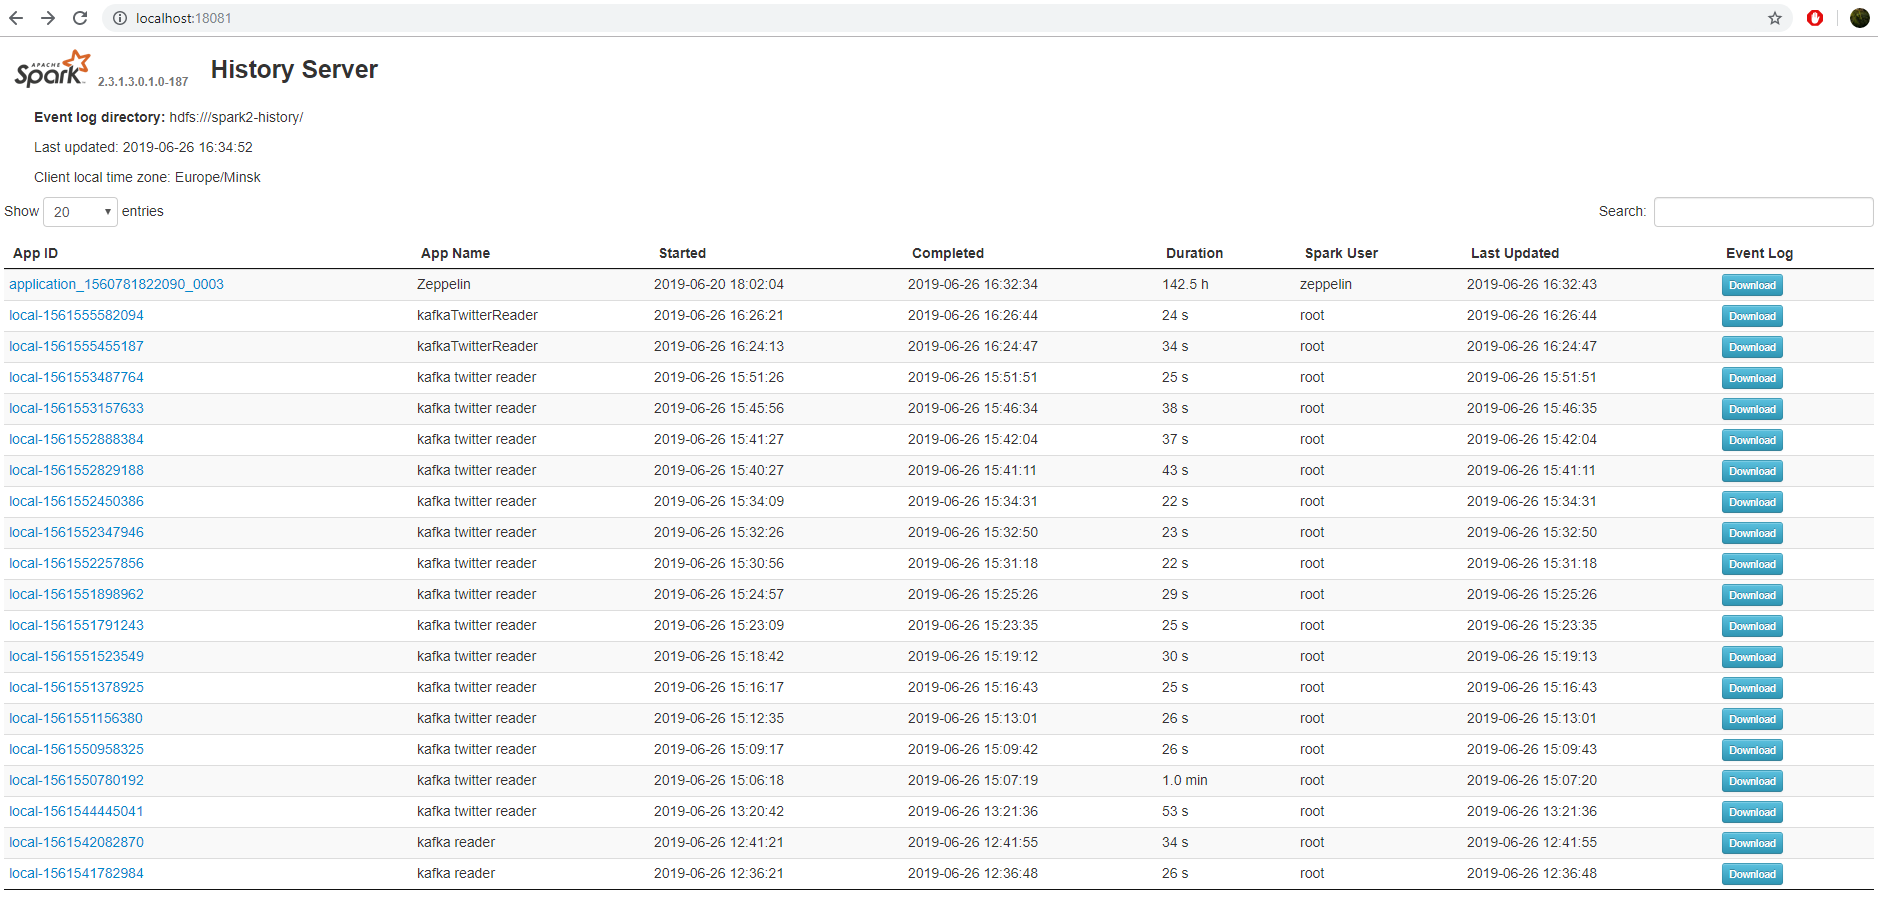 localhost:18081
APACHE
Spark 2.3.1.3.0.1.0-187 History Server
Event log directory: hdfs:///spark2-history/
Last updated: 2019-06-26 16:34:52
Client local time zone: Europe/Minsk
Show 20 entries Search:
App ID App Name Started Completed Duration Spark User Last Updated Event Log
application_1560781822090_0003 Zeppelin 2019-06-20 18:02:04 2019-06-26 16:32:34 142.5 h zeppelin 2019-06-26 16:32:43 Download
local-1561555582094 kafkaTwitterReader 2019-06-26 16:26:21 2019-06-26 16:26:44 24 s root 2019-06-26 16:26:44 Download
local-1561555455187 kafkaTwitterReader 2019-06-26 16:24:13 2019-06-26 16:24:47 34 s root 2019-06-26 16:24:47 Download
local-1561553487764 kafka twitter reader 2019-06-26 15:51:26 2019-06-26 15:51:51 25 s root 2019-06-26 15:51:51 Download
local-1561553157633 kafka twitter reader 2019-06-26 15:45:56 2019-06-26 15:46:34 38 s root 2019-06-26 15:46:35 Download
local-1561552888384 kafka twitter reader 2019-06-26 15:41:27 2019-06-26 15:42:04 37 s root 2019-06-26 15:42:04 Download
local-1561552829188 kafka twitter reader 2019-06-26 15:40:27 2019-06-26 15:41:11 43 s root 2019-06-26 15:41:11 Download
local-1561552450386 kafka twitter reader 2019-06-26 15:34:09 2019-06-26 15:34:31 22 s root 2019-06-26 15:34:31 Download
local-1561552347946 kafka twitter reader 2019-06-26 15:32:26 2019-06-26 15:32:50 23 s root 2019-06-26 15:32:50 Download
local-1561552257856 kafka twitter reader 2019-06-26 15:30:56 2019-06-26 15:31:18 22 s root 2019-06-26 15:31:18 Download
local-1561551898962 kafka twitter reader 2019-06-26 15:24:57 2019-06-26 15:25:26 29 s root 2019-06-26 15:25:26 Download
local-1561551791243 kafka twitter reader 2019-06-26 15:23:09 2019-06-26 15:23:35 25 s root 2019-06-26 15:23:35 Download
local-1561551523549 kafka twitter reader 2019-06-26 15:18:42 2019-06-26 15:19:12 30 s root 2019-06-26 15:19:13 Download
local-1561551378925 kafka twitter reader 2019-06-26 15:16:17 2019-06-26 15:16:43 25 s root 2019-06-26 15:16:43 Download
local-1561551156380 kafka twitter reader 2019-06-26 15:12:35 2019-06-26 15:13:01 26 s root 2019-06-26 15:13:01 Download
local-1561550958325 kafka twitter reader 2019-06-26 15:09:17 2019-06-26 15:09:42 26 s root 2019-06-26 15:09:43 Download
local-1561550780192 kafka twitter reader 2019-06-26 15:06:18 2019-06-26 15:07:19 1.0 min root 2019-06-26 15:07:20 Download
local-1561544445041 kafka twitter reader 2019-06-26 13:20:42 2019-06-26 13:21:36 53 s root 2019-06-26 13:21:36 Download
local-1561542082870 kafka reader 2019-06-26 12:41:21 2019-06-26 12:41:55 34 s root 2019-06-26 12:41:55 Download
local-1561541782984 kafka reader 2019-06-26 12:36:21 2019-06-26 12:36:48 26 s root 2019-06-26 12:36:48 Download